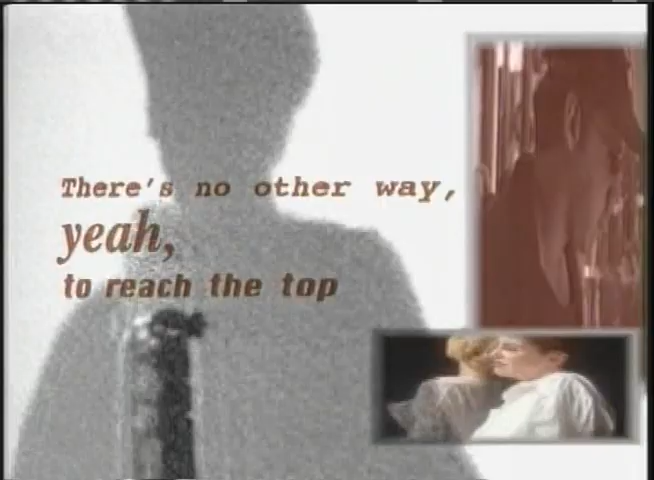 There's no other way,
yeah,
to reach the top